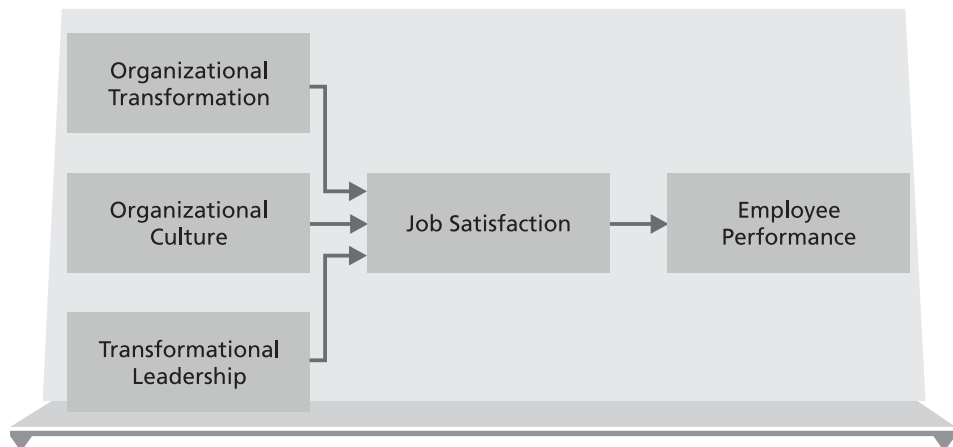 Organizational
Transformation
Organizational
Culture
Transformational
Leadership
Job Satisfaction
Employee
Performance